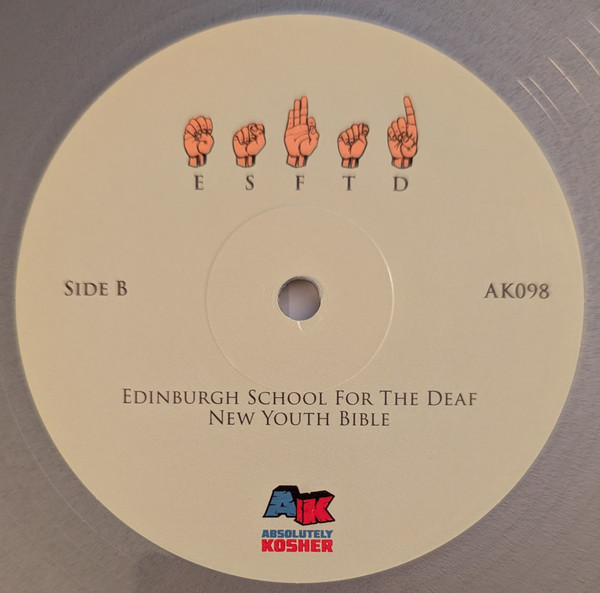 E S F T D
SIDE B
AK098
EDINBURGH SCHOOL FOR THE DEAF
NEW YOUTH BIBLE
AK
ABSOLUTELY
KOSHER